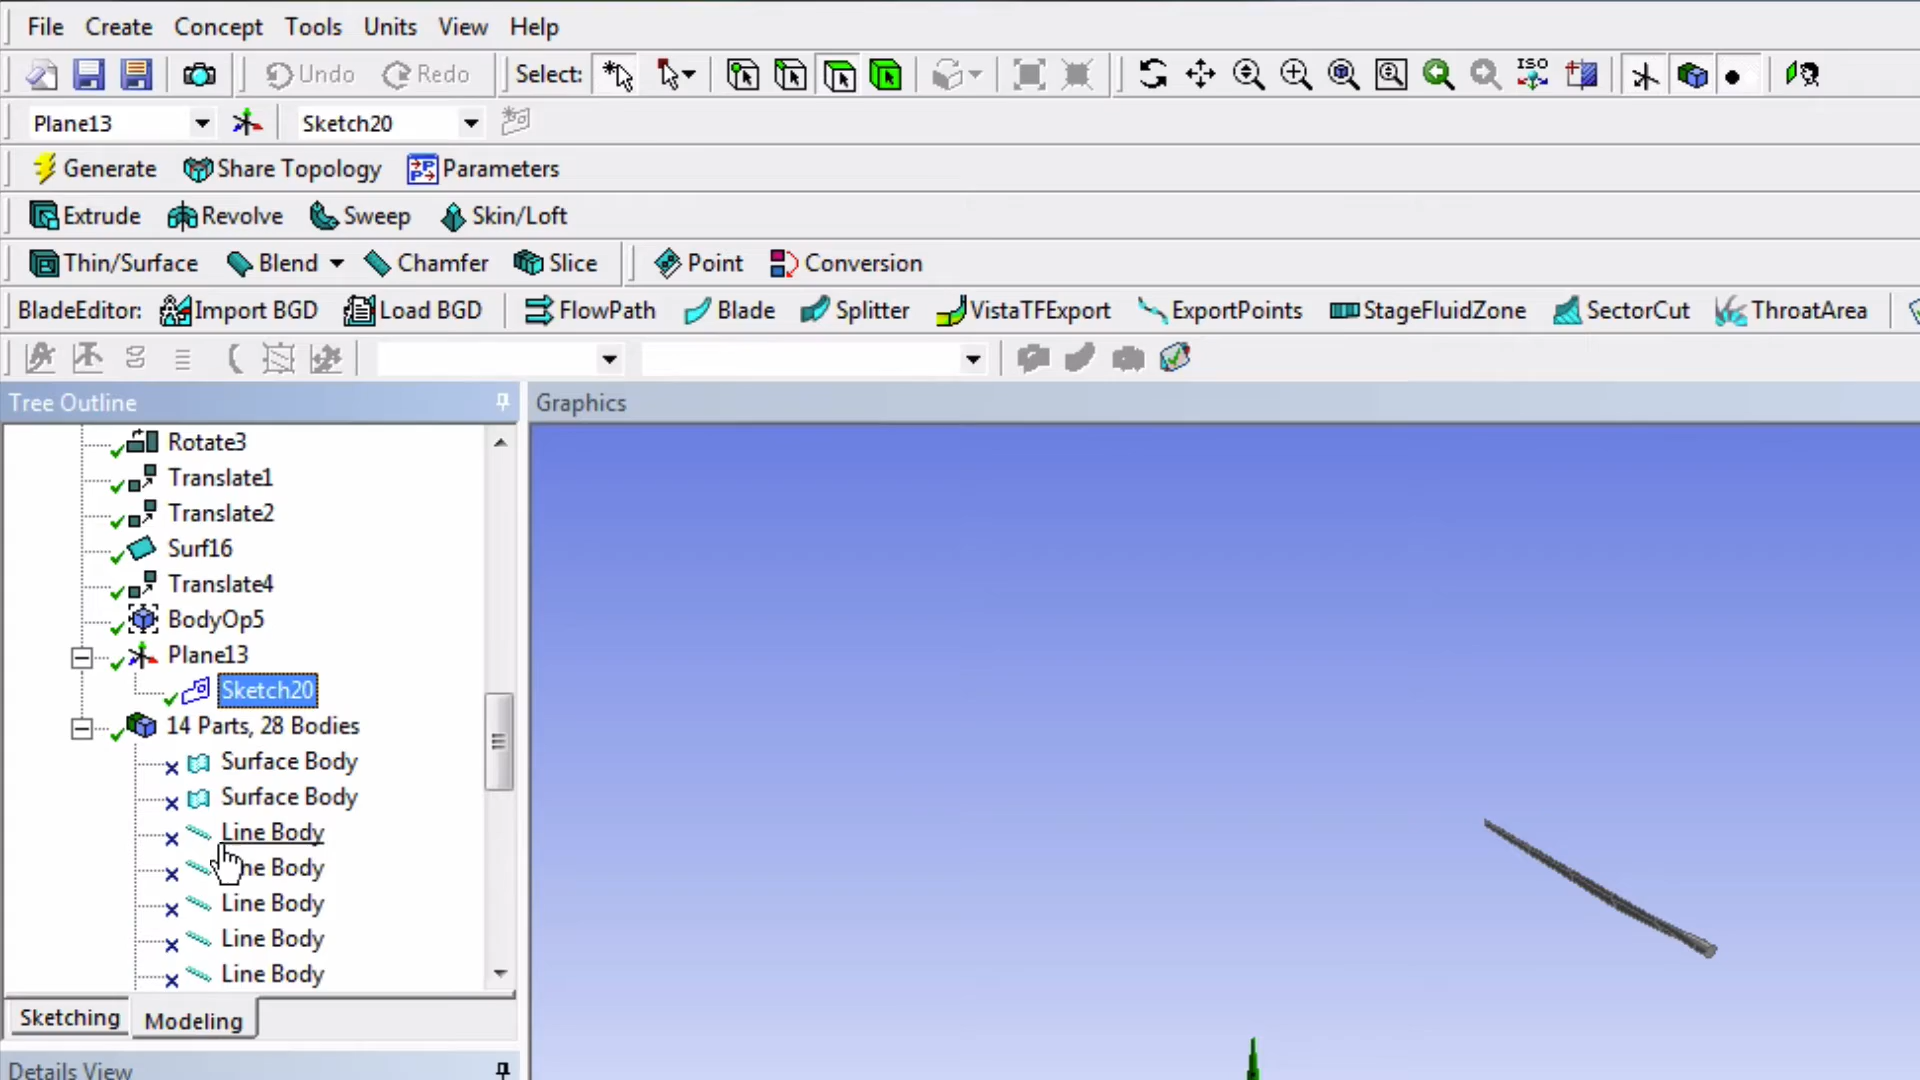 File Create Concept Tools Units View Help
Undo Redo Select: ISO
Plane13 Sketch20
Generate Share Topology Parameters
Extrude Revolve Sweep Skin/Loft
Thin/Surface Blend Chamfer Slice Point Conversion
BladeEditor: Import BGD Load BGD FlowPath Blade Splitter VistaTFExport ExportPoints StageFluidZone SectorCut ThroatArea
Tree Outline
Graphics
Rotate3
Translate1
Translate2
Surf16
Translate4
BodyOp5
Plane13
Sketch20
14 Parts, 28 Bodies
Surface Body
Surface Body
Line Body
Line Body
Line Body
Line Body
Line Body
Sketching Modeling
Details View